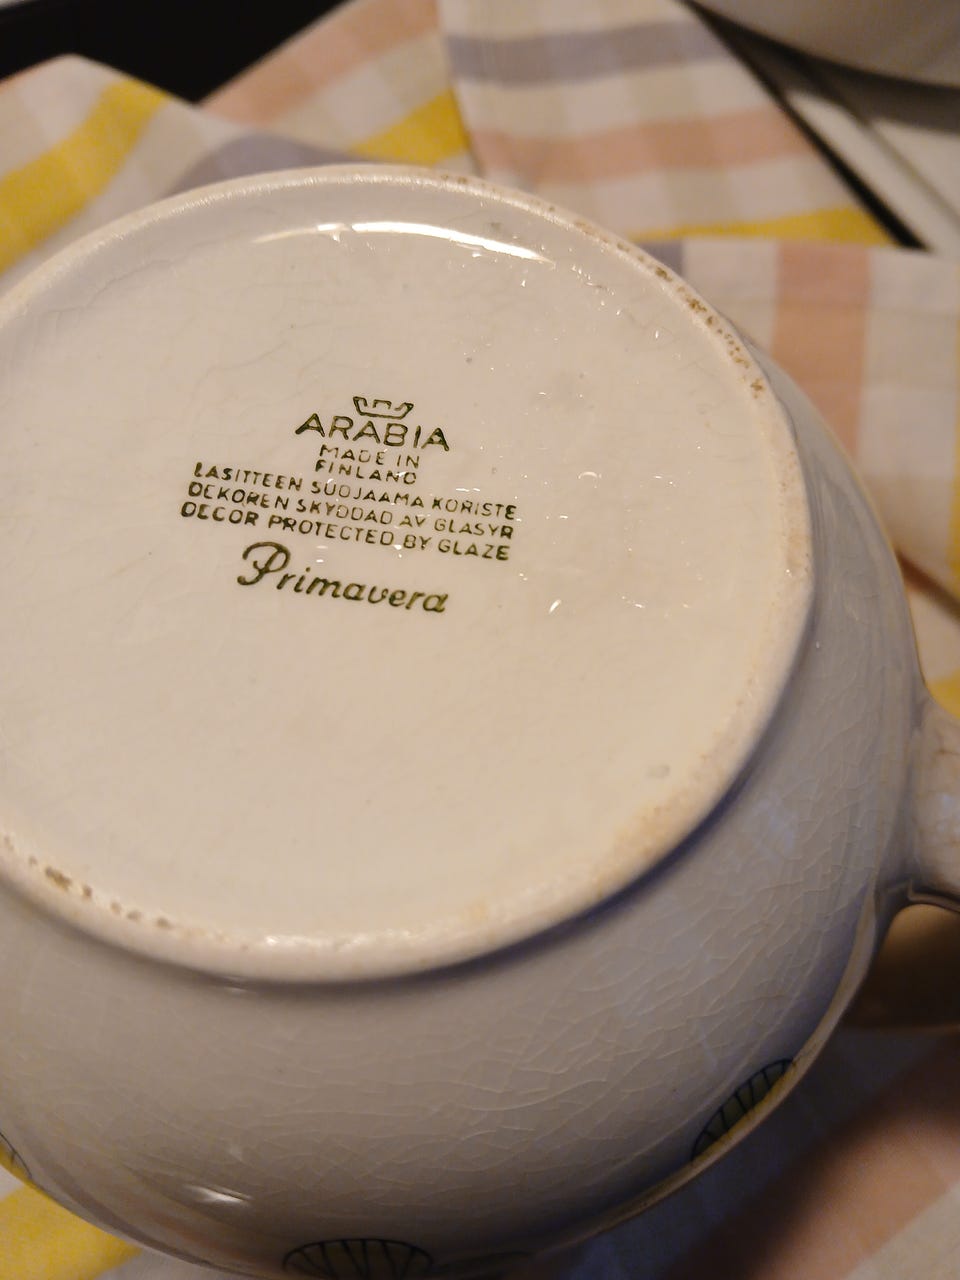 ARABIA
MADE IN
FINLAND
LASITTEEN SUOJAAMA KORISTE
DEKOREN SKYDDAD AV GLASYR
DECOR PROTECTED BY GLAZE
Primavera